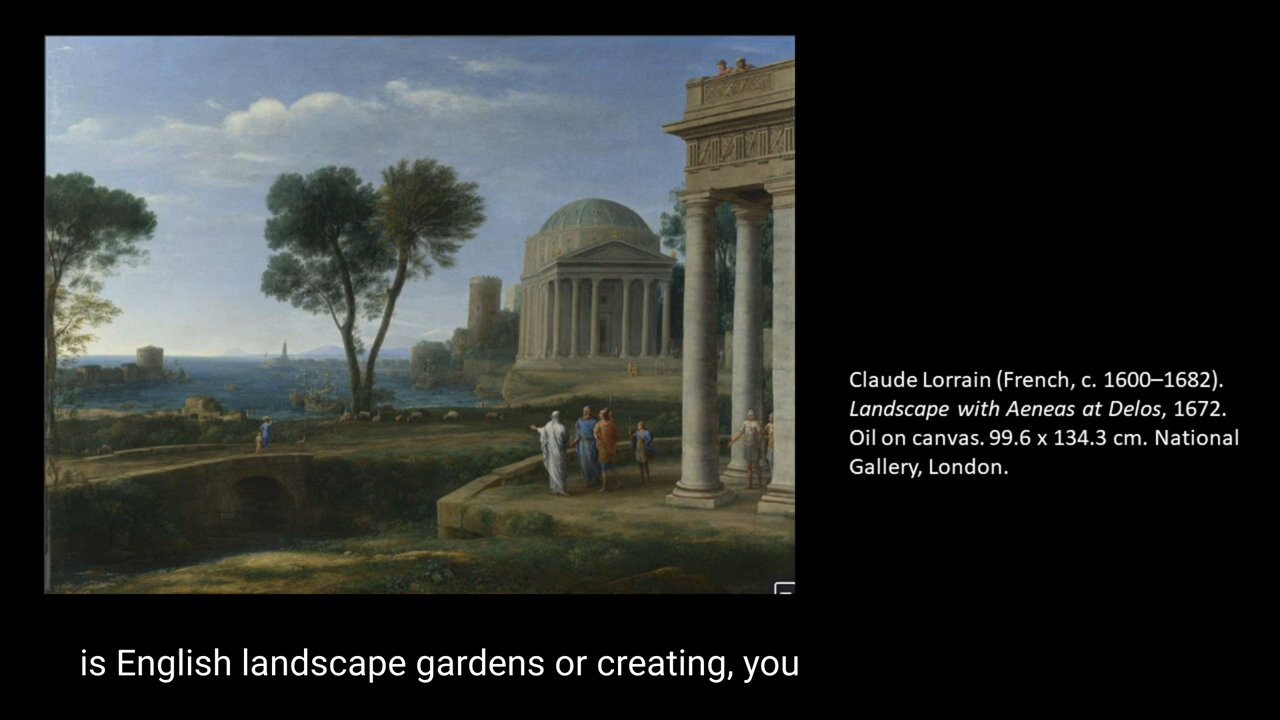 Claude Lorrain (French, c. 1600–1682).
Landscape with Aeneas at Delos, 1672.
Oil on canvas. 99.6 x 134.3 cm. National
Gallery, London.
is English landscape gardens or creating, you